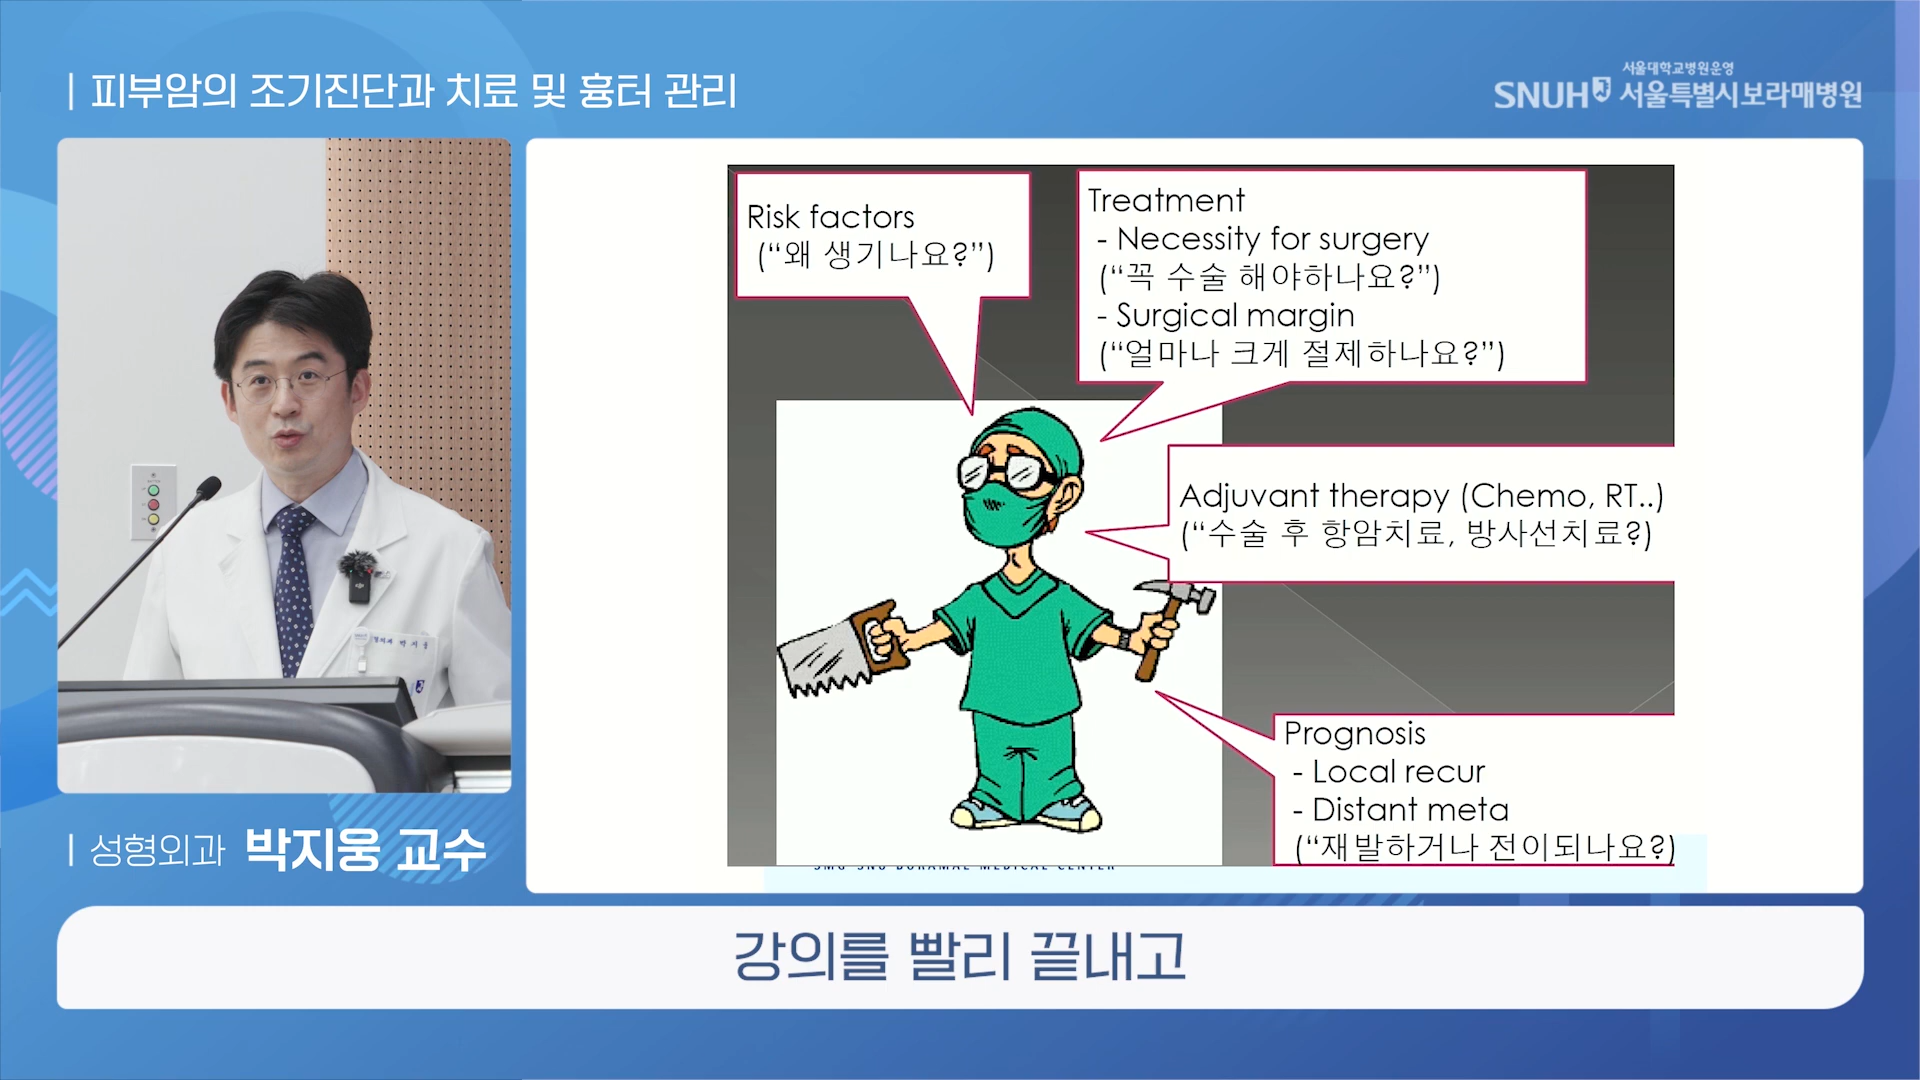 | 피부암의 조기진단과 치료 및 흉터 관리
서울대학교병원운영
SNUH 서울특별시보라매병원
Risk factors
(“왜 생기나요?”)
Treatment
- Necessity for surgery
(“꼭 수술 해야하나요?”)
- Surgical margin
(“얼마나 크게 절제하나요?”)
Adjuvant therapy (Chemo, RT..)
(“수술 후 항암치료, 방사선치료?)
Prognosis
- Local recur
- Distant meta
(“재발하거나 전이되나요?)
| 성형외과 박지웅 교수
강의를 빨리 끝내고